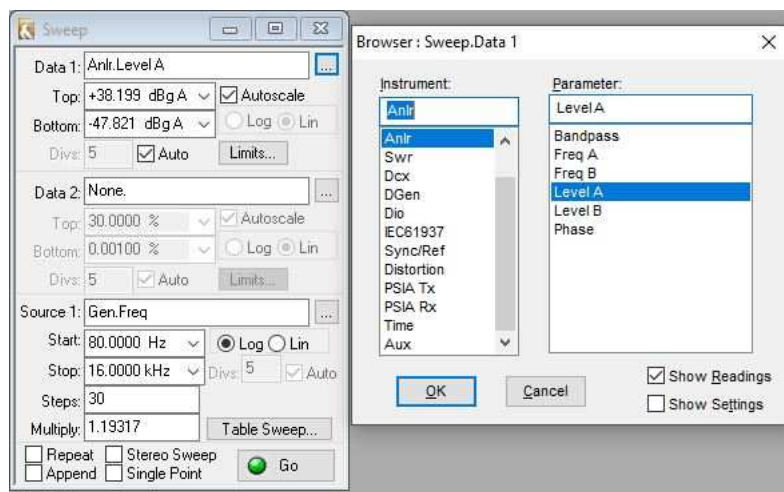 Sweep
Data 1: Anlr.Level A ...
Top: +38.199 dBg A Autoscale
Bottom: -47.821 dBg A Log Lin
Divs: 5 Auto Limits...
Data 2: None. ...
Top: 30.0000 % Autoscale
Bottom: 0.00100 % Log Lin
Divs: 5 Auto Limits...
Source 1: Gen.Freq ...
Start: 80.0000 Hz Log Lin
Stop: 16.0000 kHz Divs: 5 Auto
Steps: 30
Multiply: 1.19317 Table Sweep...
Repeat Stereo Sweep
Append Single Point Go
Browser : Sweep.Data 1
Instrument:
Anlr
Anlr
Swr
Dcx
DGen
Dio
IEC61937
Sync/Ref
Distortion
PSIA Tx
PSIA Rx
Time
Aux
Parameter:
Level A
Bandpass
Freq A
Freq B
Level A
Level B
Phase
OK Cancel
Show Readings
Show Settings